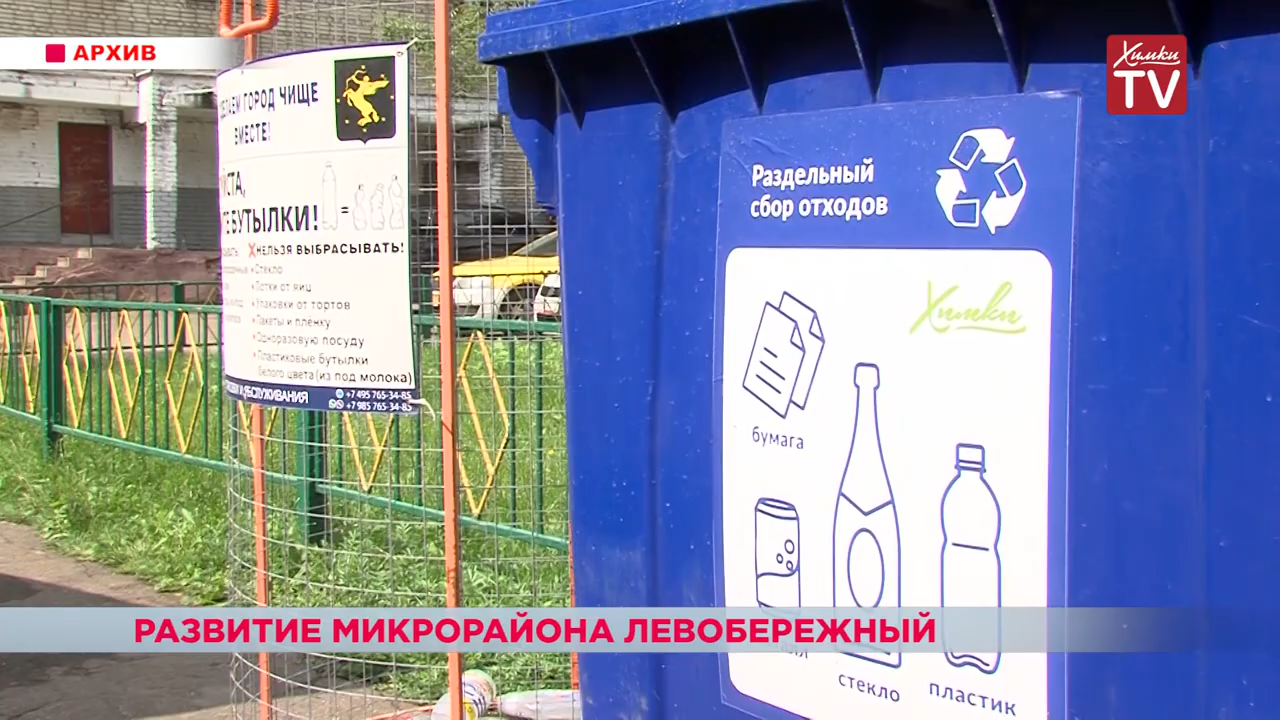 АРХИВ
Химки
TV
ГОРОД ЧИЩЕ
ВМЕСТЕ!
БУТЫЛКИ! =
НЕЛЬЗЯ ВЫБРАСЫВАТЬ!
• Стекло
• Лотки от яиц
• Упаковки от тортов
• Пакеты и плёнку
• Одноразовую посуду
• Пластиковые бутылки
белого цвета (из под молока)
ОБСЛУЖИВАНИЯ
+7 495 765-34-85
+7 985 765-34-85
Раздельный
сбор отходов
Химки
бумага
стекло
пластик
РАЗВИТИЕ МИКРОРАЙОНА ЛЕВОБЕРЕЖНЫЙ